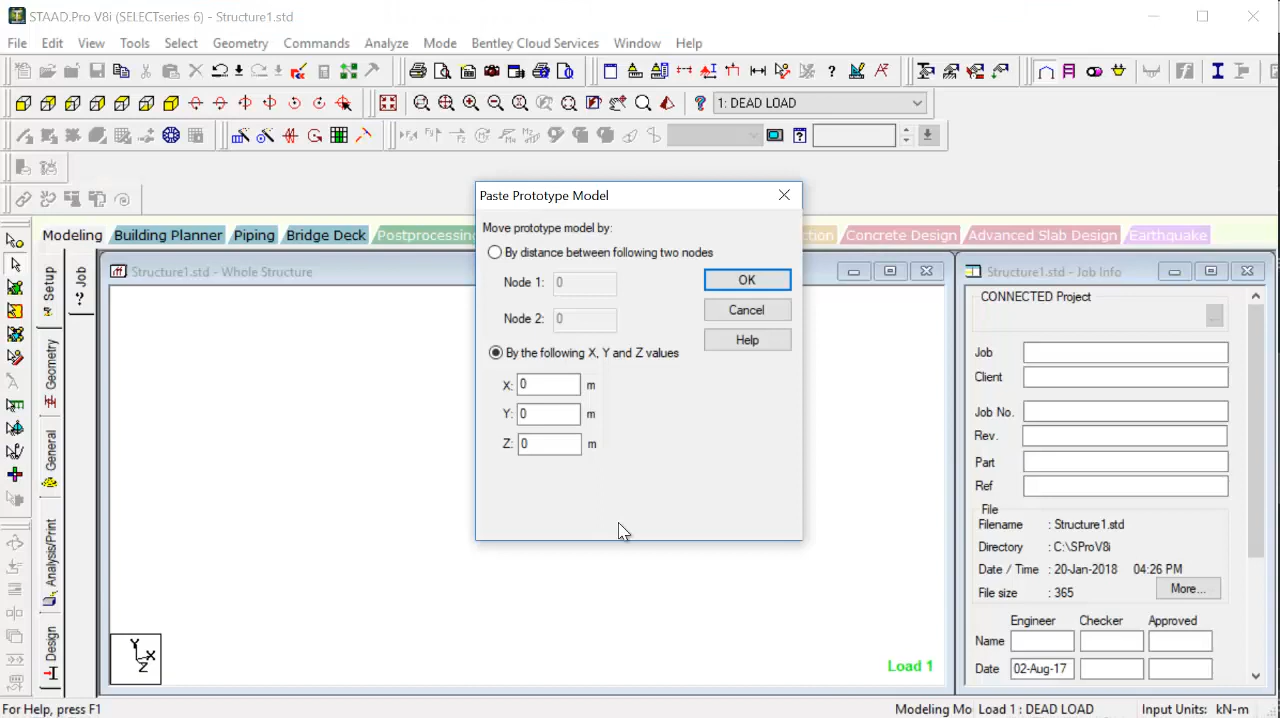 STAAD.Pro V8i (SELECTseries 6) - Structure1.std
File Edit View Tools Select Geometry Commands Analyze Mode Bentley Cloud Services Window Help
1: DEAD LOAD
Modeling Building Planner Piping Bridge Deck Postprocessing Concrete Design Advanced Slab Design Earthquake
Setup
Job
Geometry
General
Analysis/Print
Design
Structure1.std - Whole Structure
Y
X
Z
Load 1
Paste Prototype Model
Move prototype model by:
By distance between following two nodes
Node 1: 0
Node 2: 0
By the following X, Y and Z values
X: 0 m
Y: 0 m
Z: 0 m
OK
Cancel
Help
Structure1.std - Job Info
CONNECTED Project
...
Job
Client
Job No.
Rev.
Part
Ref
File
Filename : Structure1.std
Directory : C:\SProV8i
Date / Time : 20-Jan-2018 04:26 PM
File size : 365
More...
Engineer Checker Approved
Name
Date 02-Aug-17
For Help, press F1
Modeling Mo Load 1 : DEAD LOAD Input Units: kN-m